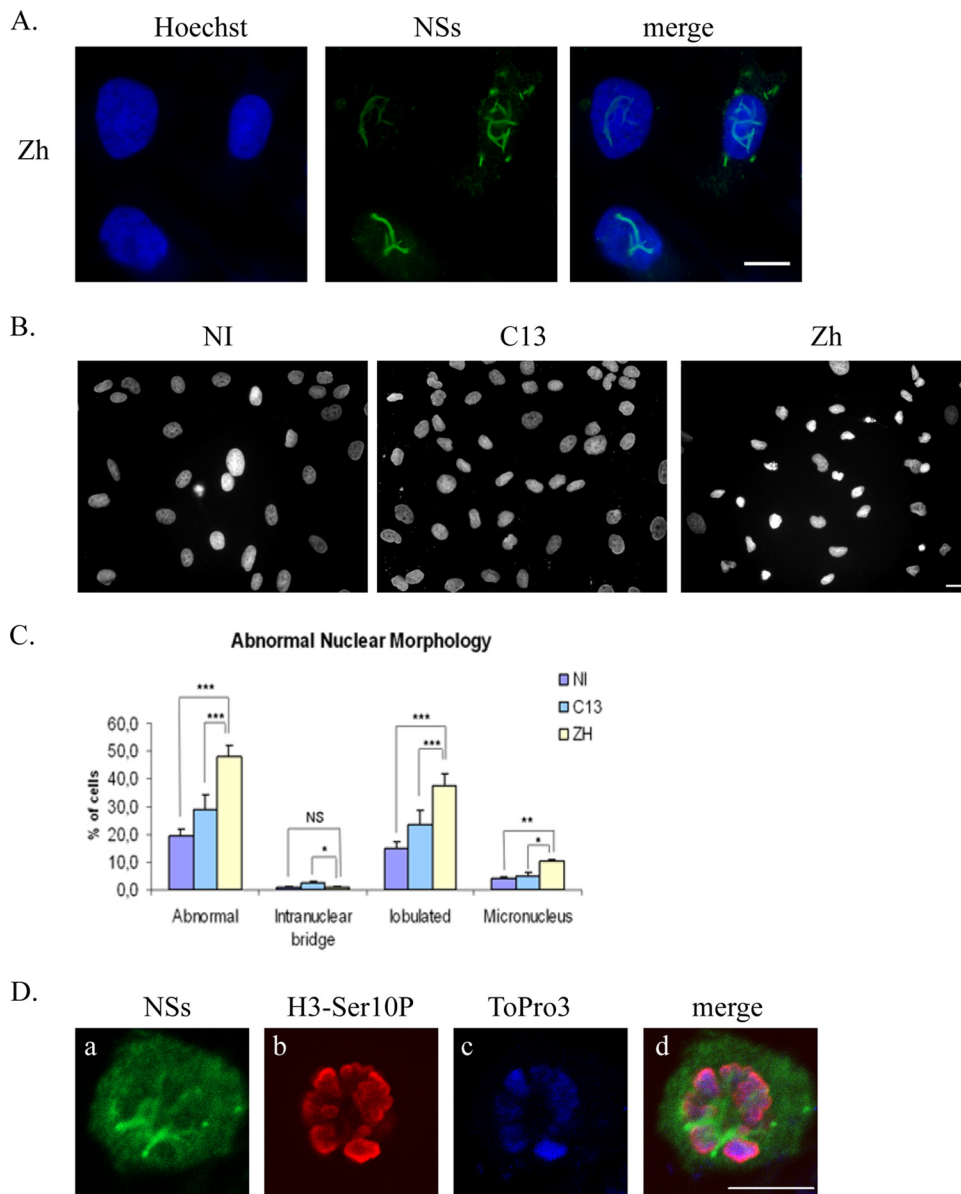 A.
Hoechst NSs merge
Zh
B.
NI C13 Zh
C.
Abnormal Nuclear Morphology
NI
C13
ZH
% of cells
60,0
50,0
40,0
30,0
20,0
10,0
0,0
*** *** NS * *** *** ** *
Abnormal Intranuclear lobulated Micronucleus
bridge
D.
NSs H3-Ser10P ToPro3 merge
a b c d